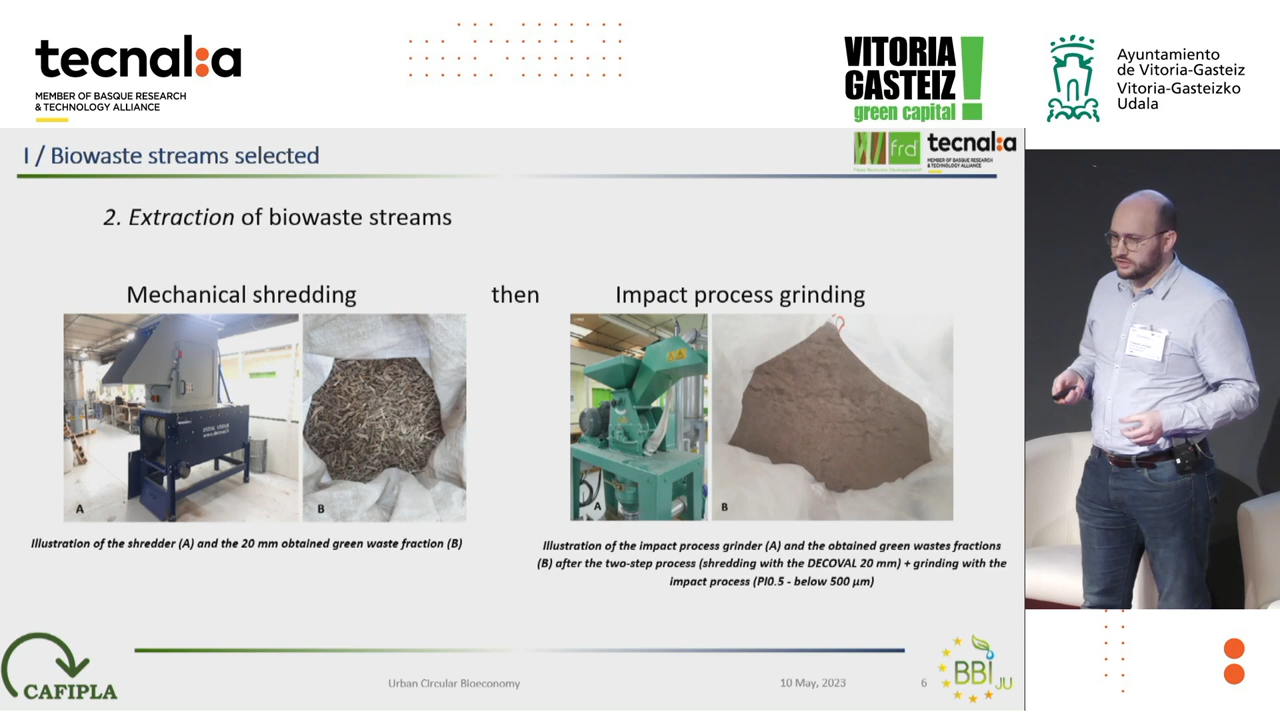 tecnal:a
MEMBER OF BASQUE RESEARCH
& TECHNOLOGY ALLIANCE
VITORIA
GASTEIZ
green capital
!
Ayuntamiento
de Vitoria-Gasteiz
Vitoria-Gasteizko
Udala
I / Biowaste streams selected
frd
tecnal:a
MEMBER OF BASQUE RESEARCH
& TECHNOLOGY ALLIANCE
2. Extraction of biowaste streams
Mechanical shredding then Impact process grinding
A B A B
Illustration of the shredder (A) and the 20 mm obtained green waste fraction (B)
Illustration of the impact process grinder (A) and the obtained green wastes fractions
(B) after the two-step process (shredding with the DECOVAL 20 mm) + grinding with the
impact process (PI0.5 - below 500 µm)
CAFIPLA
Urban Circular Bioeconomy 10 May, 2023 6
BBI JU